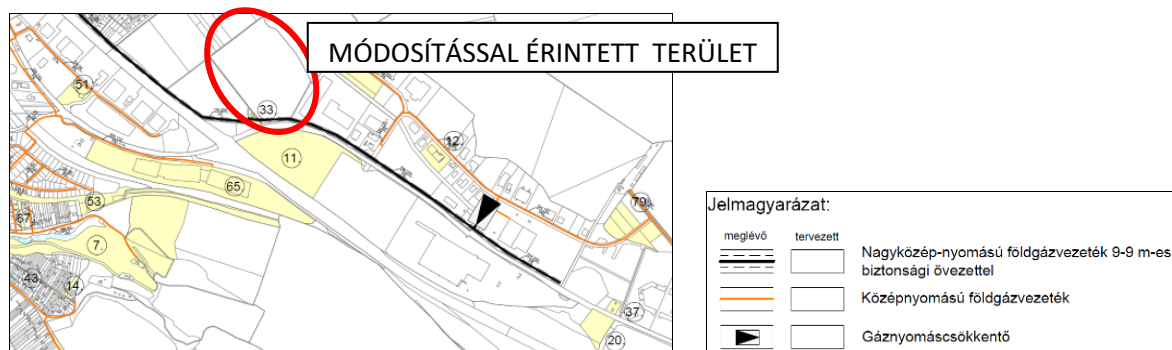 MÓDOSÍTÁSSAL ÉRINTETT TERÜLET
51.
33
12.
11.
65.
79.
53.
67.
7.
43.
14.
37.
20.
Jelmagyarázat:
meglévő tervezett
Nagyközép-nyomású földgázvezeték 9-9 m-es
biztonsági övezettel
Középnyomású földgázvezeték
Gáznyomáscsökkentő